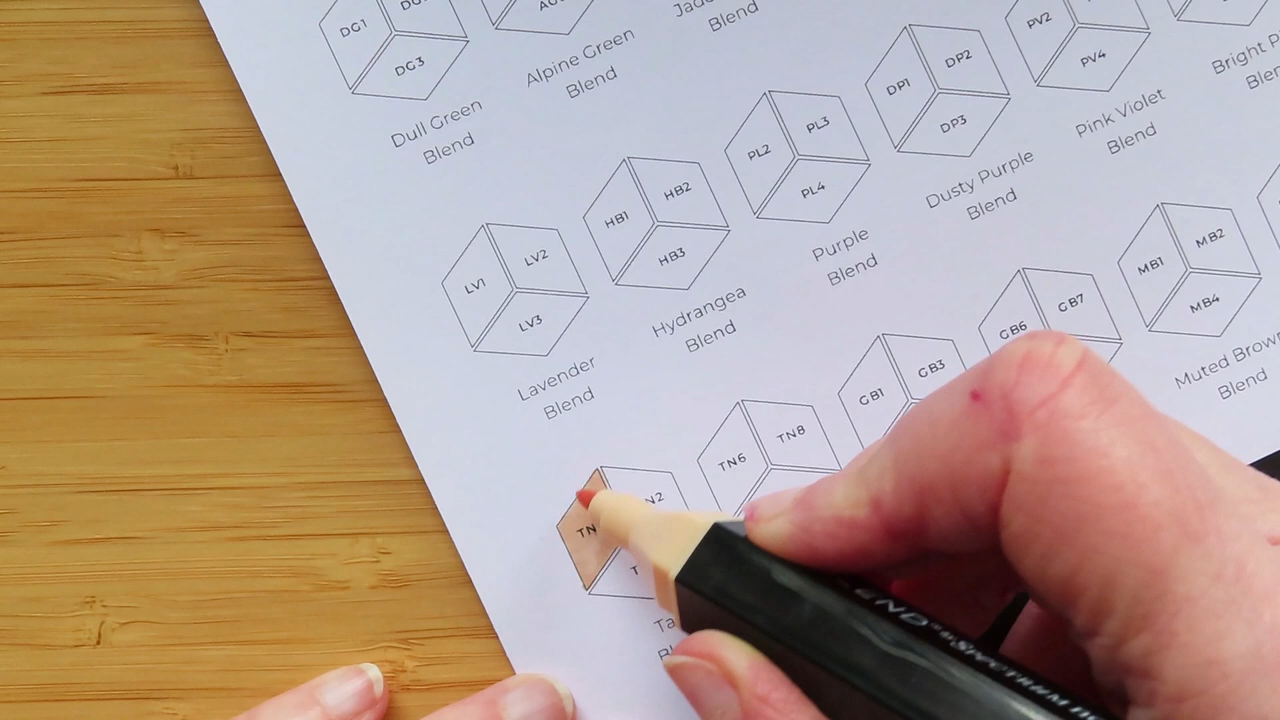 DG1
DG3
Dull Green
Blend
Alpine Green
Blend
Blend
PV2
PV4
Pink Violet
Blend
DP1
DP2
DP3
Dusty Purple
Blend
PL2
PL3
PL4
Purple
Blend
HB1
HB2
HB3
Hydrangea
Blend
LV1
LV2
LV3
Lavender
Blend
MB1
MB2
MB4
Muted Brown
Blend
GB6
GB7
GB1
GB3
TN6
TN8